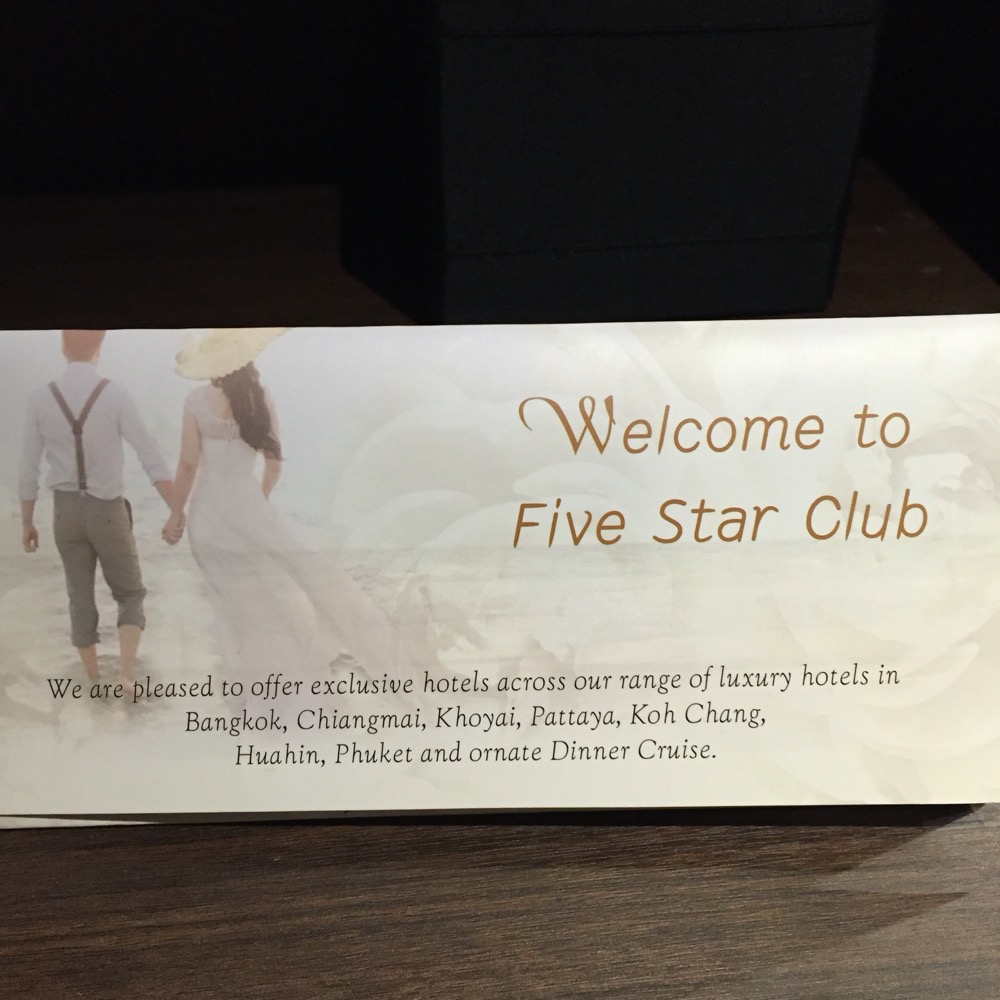 Welcome to
Five Star Club
We are pleased to offer exclusive hotels across our range of luxury hotels in
Bangkok, Chiangmai, Khoyai, Pattaya, Koh Chang,
Huahin, Phuket and ornate Dinner Cruise.